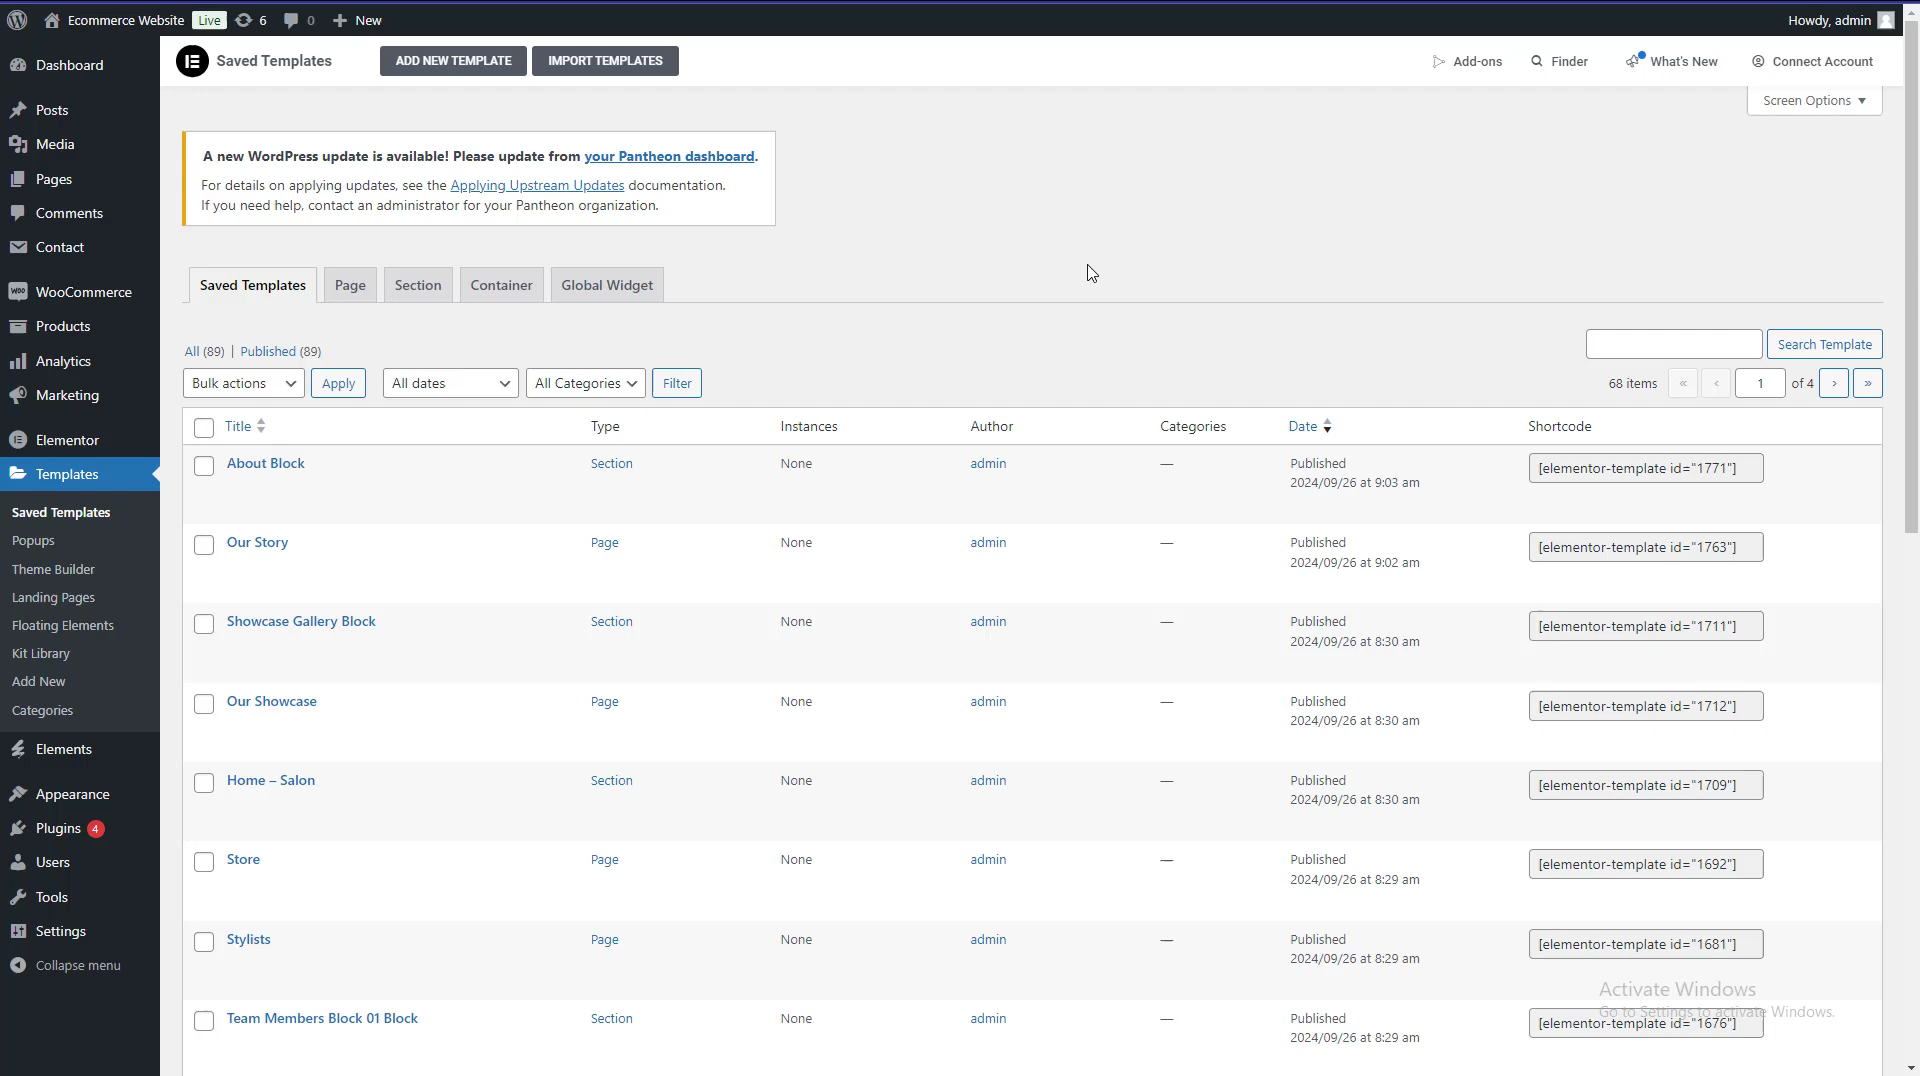 Ecommerce Website Live 6 0 New
Howdy, admin
Dashboard
Posts
Media
Pages
Comments
Contact
WooCommerce
Products
Analytics
Marketing
Elementor
Templates
Saved Templates
Popups
Theme Builder
Landing Pages
Floating Elements
Kit Library
Add New
Categories
Elements
Appearance
Plugins 4
Users
Tools
Settings
Collapse menu
Saved Templates ADD NEW TEMPLATE IMPORT TEMPLATES
Add-ons Finder What's New Connect Account
Screen Options
A new WordPress update is available! Please update from your Pantheon dashboard.
For details on applying updates, see the Applying Upstream Updates documentation.
If you need help, contact an administrator for your Pantheon organization.
Saved Templates Page Section Container Global Widget
All (89) | Published (89)
Search Template
Bulk actions Apply All dates All Categories Filter
68 items « ‹ 1 of 4 › »
Title Type Instances Author Categories Date Shortcode
About Block Section None admin — Published [elementor-template id="1771"]
2024/09/26 at 9:03 am
Our Story Page None admin — Published [elementor-template id="1763"]
2024/09/26 at 9:02 am
Showcase Gallery Block Section None admin — Published [elementor-template id="1711"]
2024/09/26 at 8:30 am
Our Showcase Page None admin — Published [elementor-template id="1712"]
2024/09/26 at 8:30 am
Home – Salon Section None admin — Published [elementor-template id="1709"]
2024/09/26 at 8:30 am
Store Page None admin — Published [elementor-template id="1692"]
2024/09/26 at 8:29 am
Stylists Page None admin — Published [elementor-template id="1681"]
2024/09/26 at 8:29 am
Team Members Block 01 Block Section None admin — Published [elementor-template id="1676"]
2024/09/26 at 8:29 am
Activate Windows
Go to Settings to activate Windows.